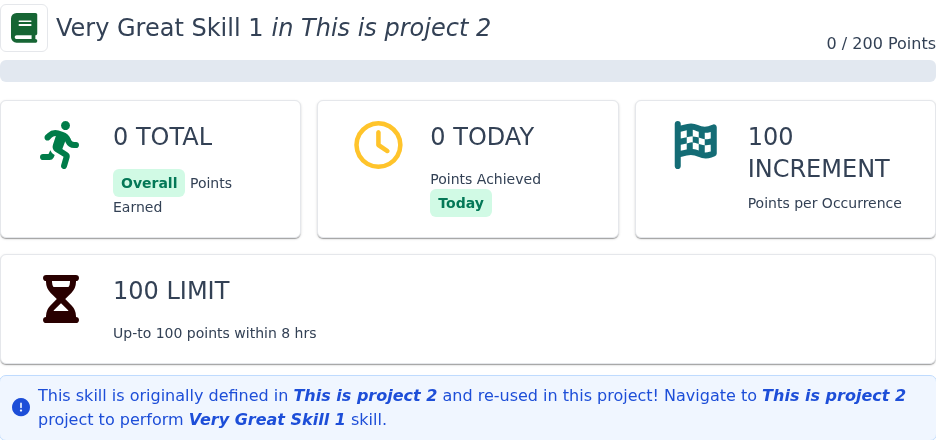 Very Great Skill 1 in This is project 2
0 / 200 Points
0 TOTAL
Overall Points
Earned
0 TODAY
Points Achieved
Today
100
INCREMENT
Points per Occurrence
100 LIMIT
Up-to 100 points within 8 hrs
This skill is originally defined in This is project 2 and re-used in this project! Navigate to This is project 2
project to perform Very Great Skill 1 skill.